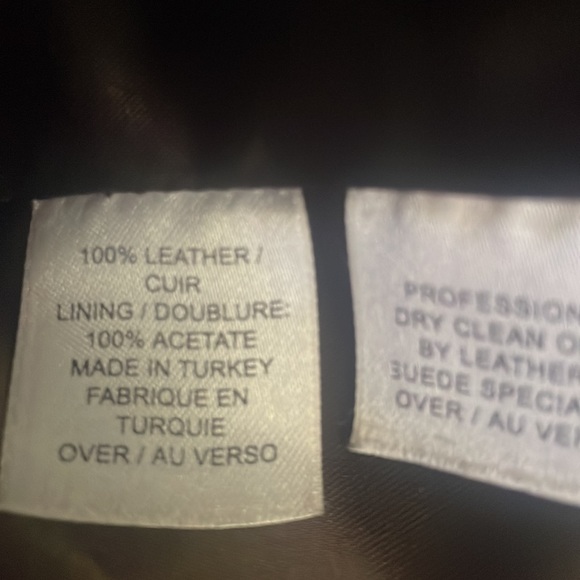 100% LEATHER /
CUIR
LINING / DOUBLURE:
100% ACETATE
MADE IN TURKEY
FABRIQUE EN
TURQUIE
OVER / AU VERSO
PROFESSION
DRY CLEAN O
BY LEATHER
SUEDE SPECIA
OVER / AU VER